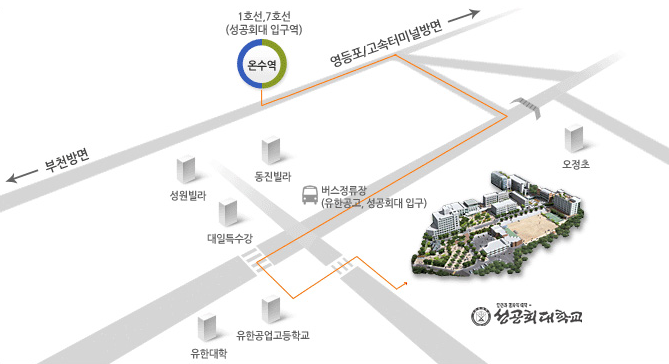 1호선,7호선
(성공회대 입구역)
온수역
영등포/고속터미널방면
부천방면
오정초
동진빌라
성원빌라
버스정류장
(유한공고, 성공회대 입구)
대일특수강
인권과 평화의 대학
성공회대학교
유한공업고등학교
유한대학